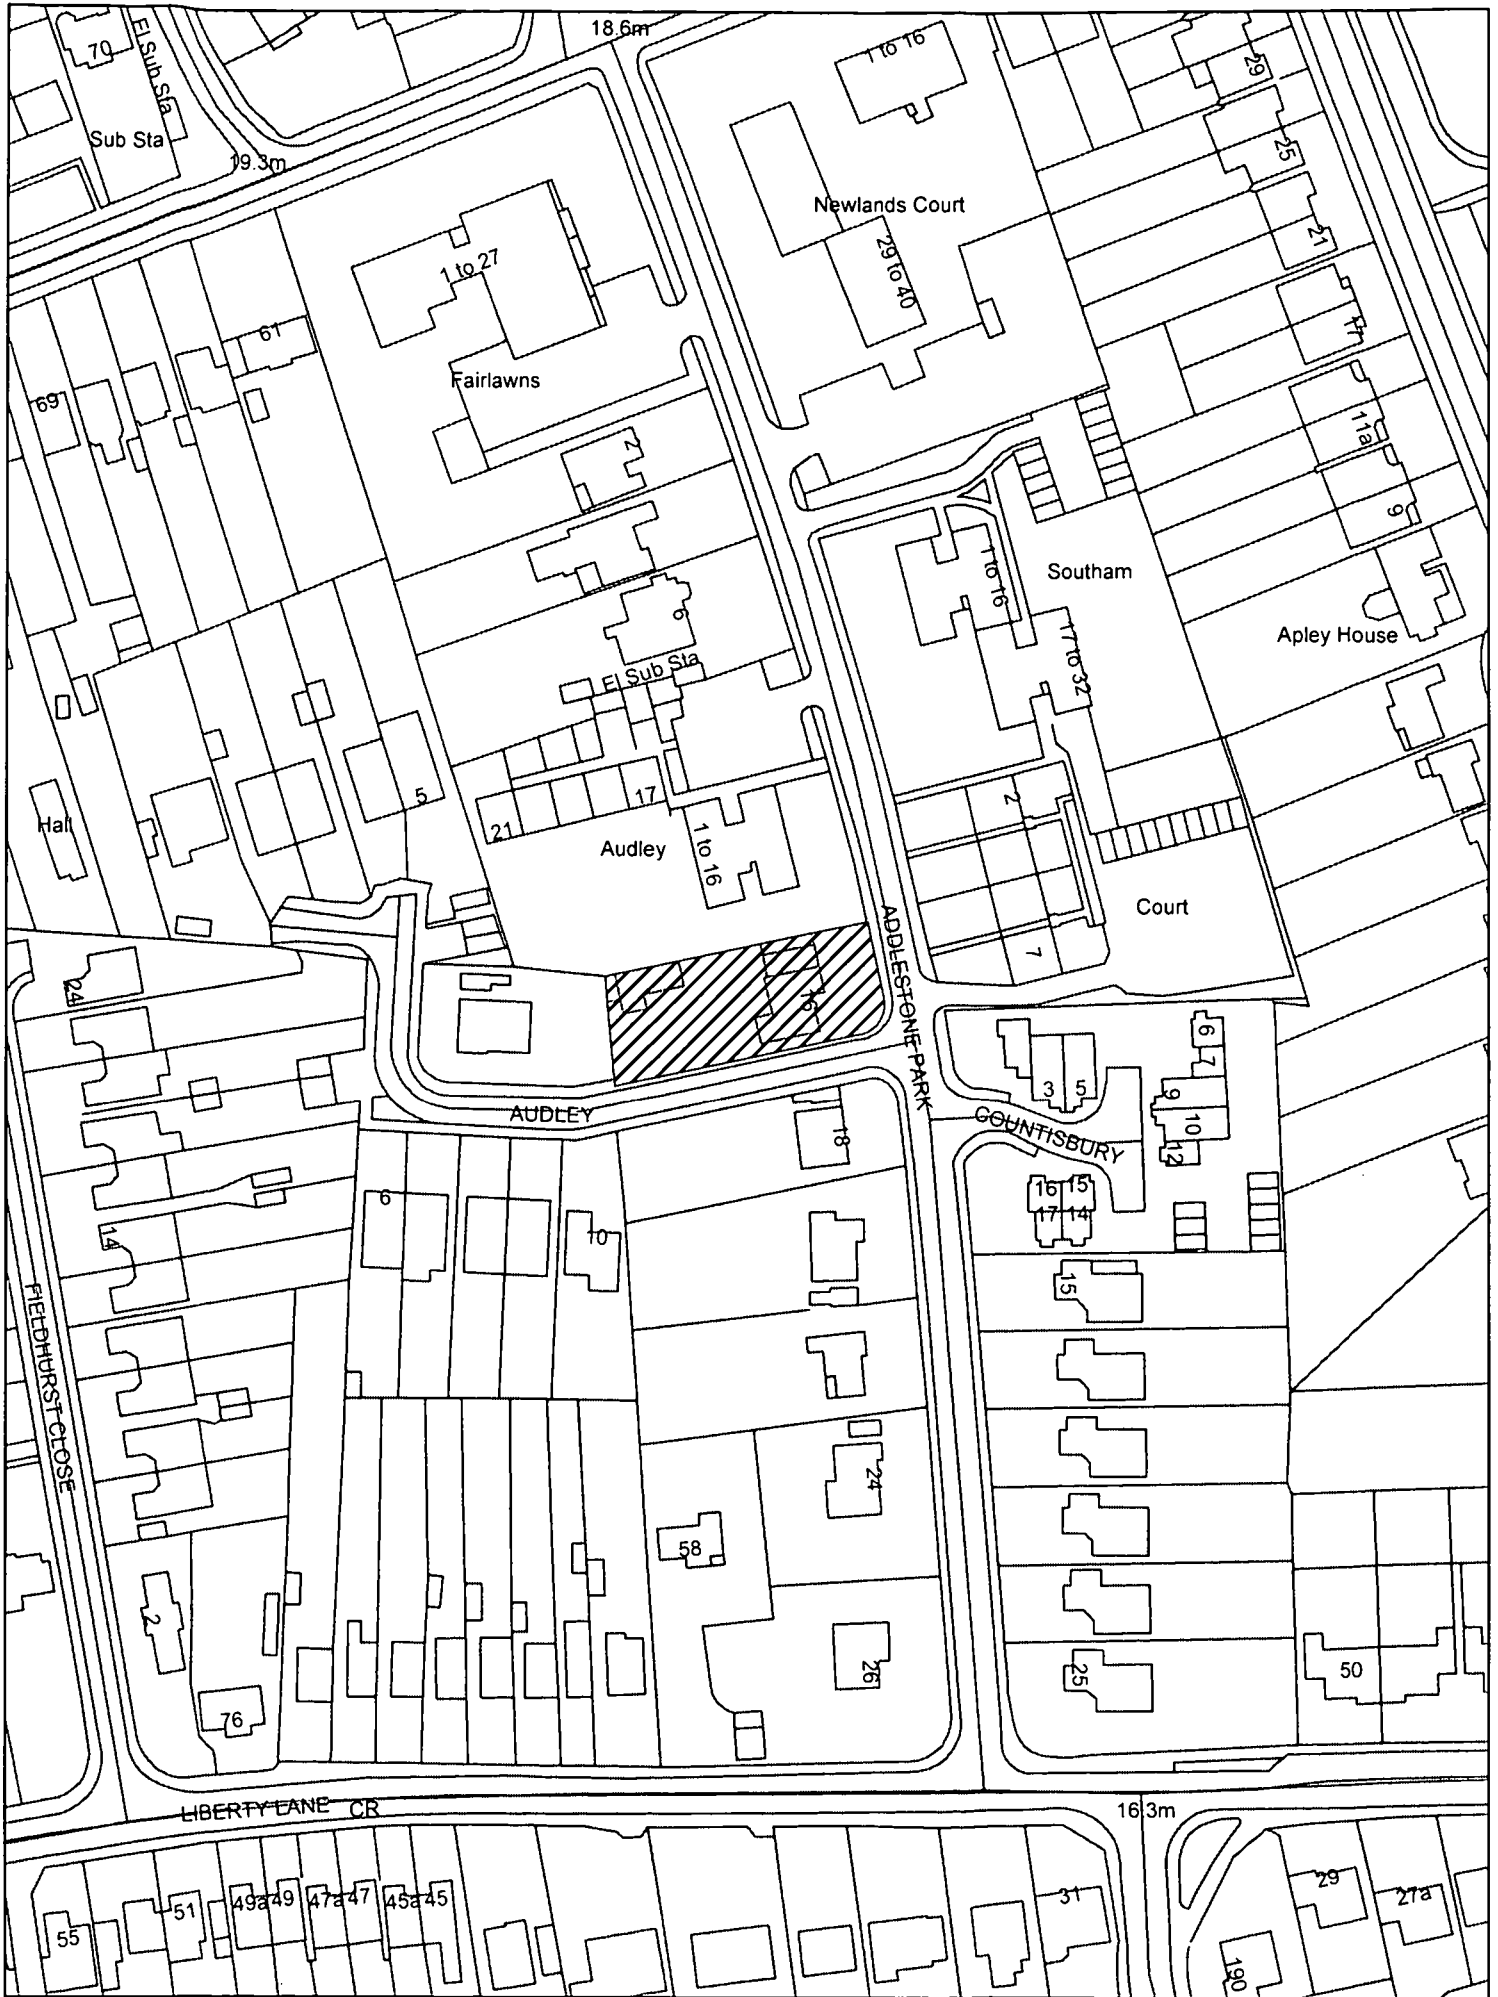 18.6m
70
El Sub Sta
1 to 16
29
Sub Sta
19.3m
25
Newlands Court
21
1 to 27
29 to 40
61
17
Fairlawns
69
11a
2
9
1 to 16
Southam
6
Apley House
17 to 32
El Sub Sta
5
17
2
Hall
21
Audley
1 to 16
Court
7
ADDLESTONE PARK
24
16
6
7
3
5
9
10
12
AUDLEY
COUNTISBURY
18
16
15
17
14
6
10
14
15
FIELDHURST CLOSE
24
58
2
26
25
50
76
LIBERTY LANE
CR
16.3m
55
51
49a
49
47a
47
45a
45
31
29
27a
190